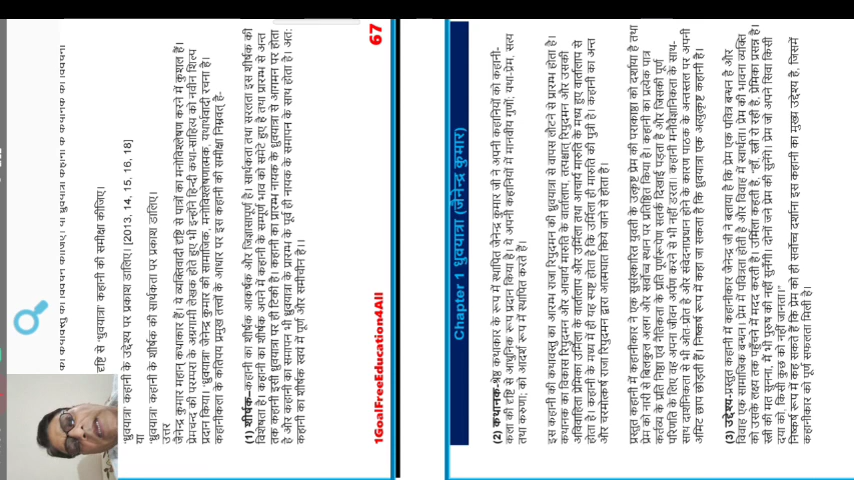 दृष्टि से 'ध्रुवयात्रा' कहानी की समीक्षा कीजिए।
'ध्रुवयात्रा' कहानी के उद्देश्य पर प्रकाश डालिए। [2013, 14, 15, 16, 18]
या
'ध्रुवयात्रा' कहानी के शीर्षक की सार्थकता पर प्रकाश डालिए।
उत्तर
जैनेन्द्र कुमार महान् कथाकार हैं। ये व्यक्तिवादी दृष्टि से पात्रों का मनोविश्लेषण करने में कुशल हैं।
प्रेमचन्द की परम्परा के अग्रगामी लेखक होते हुए भी इन्होंने हिन्दी कथा-साहित्य को नवीन शिल्प
प्रदान किया। 'ध्रुवयात्रा' जैनेन्द्र कुमार की सामाजिक, मनोविश्लेषणात्मक, यथार्थवादी रचना है।
कहानीकला के कतिपय प्रमुख तत्त्वों के आधार पर इस कहानी की समीक्षा निम्नवत् है-
(1) शीर्षक–कहानी का शीर्षक आकर्षक और जिज्ञासापूर्ण है। सार्थकता तथा सरलता इस शीर्षक की
विशेषता है। कहानी का शीर्षक अपने में कहानी के सम्पूर्ण भाव को समेटे हुए है तथा प्रारम्भ से अन्त
तक कहानी इसी ध्रुवयात्रा पर ही टिकी है। कहानी का प्रारम्भ नायक के ध्रुवयात्रा से आगमन पर होता
है और कहानी का समापन भी ध्रुवयात्रा के प्रारम्भ के पूर्व ही नायक के समापन के साथ होता है। अत:
कहानी का शीर्षक स्वयं में पूर्ण और समीचीन है।।
1GoalFreeEducation4All
67
Chapter 1 ध्रुवयात्रा (जैनेन्द्र कुमार)
(2) कथानक-श्रेष्ठ कथाकार के रूप में स्थापित जैनेन्द्र कुमार जी ने अपनी कहानियों को कहानी-
कला की दृष्टि से आधुनिक रूप प्रदान किया है। ये अपनी कहानियों में मानवीय गुणों, यथा-प्रेम, सत्य
तथा करुणा; को आदर्श रूप में स्थापित करते हैं।
इस कहानी की कथावस्तु का आरम्भ राजा रिपुदमन की ध्रुवयात्रा से वापस लौटने से प्रारम्भ होता है।
कथानक का विकास रिपुदमन और आचार्य मारुति के वार्तालाप, तत्पश्चात् रिपुदमन और उसकी
अविवाहिता प्रेमिका उर्मिला के वार्तालाप और उर्मिला तथा आचार्य मारुति के मध्य हुए वार्तालाप से
होता है। कहानी के मध्य में ही यह स्पष्ट होता है कि उर्मिला ही मारुति की पुत्री है। कहानी का अन्त
और चरमोत्कर्ष राजा रिपुदमन द्वारा आत्मघात किये जाने से होता है।
प्रस्तुत कहानी में कहानीकार ने एक सुसंस्कारित युवती के उत्कृष्ट प्रेम की पराकाष्ठा को दर्शाया है तथा
प्रेम को नारी से बिलकुल अलग और सर्वोच्च स्थान पर प्रतिष्ठित किया है। कहानी का प्रत्येक पात्र
कर्तव्य के प्रति निष्ठा एवं नैतिकता के प्रति पूर्णरूपेण सतर्क दिखाई पड़ता है और जिसकी पूर्ण
परिणति के लिए वह अपना जीवन अर्पण करने से भी नहीं डरता। कहानी मनोवैज्ञानिकता के साथ-
साथ दार्शनिकता से भी ओत-प्रोत है और संवेदनाप्रधान होने के कारण पाठक के अन्तस्तल पर अपनी
अमिट छाप छोड़ती है। निष्कर्ष रूप में कहा जा सकता है कि ध्रुवयात्रा एक अत्युत्कृष्ट कहानी है।
(3) उद्देश्य-प्रस्तुत कहानी में कहानीकार जैनेन्द्र जी ने बताया है कि प्रेम एक पवित्र बन्धन है और
विवाह एक सामाजिक बन्धन। प्रेम में पवित्रता होती है और विवाह में स्वार्थता। प्रेम की भावना व्यक्ति
को उसके लक्ष्य तक पहुँचाने में मदद करती है। उर्मिला कहती है, "हाँ, स्त्री रो रही है, प्रेमिका प्रसन्न है।
स्त्री की मत सुनना, मैं भी पुरुष की नहीं सुनूंगी। दोनों जने प्रेम की सुनेंगे। प्रेम जो अपने सिवा किसी
दया को, किसी कुछ को नहीं जानता।"
निष्कर्ष रूप में कह सकते हैं कि प्रेम को ही सर्वोच्च दर्शाना इस कहानी का मुख्य उद्देश्य है, जिसमें
कहानीकार को पूर्ण सफलता मिली है।